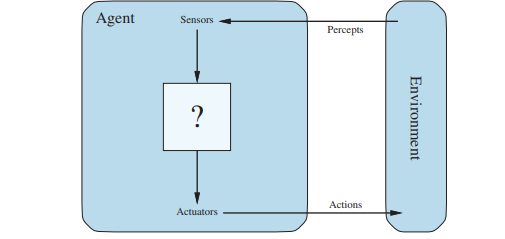 Agent
Sensors
Percepts
?
Environment
Actuators
Actions